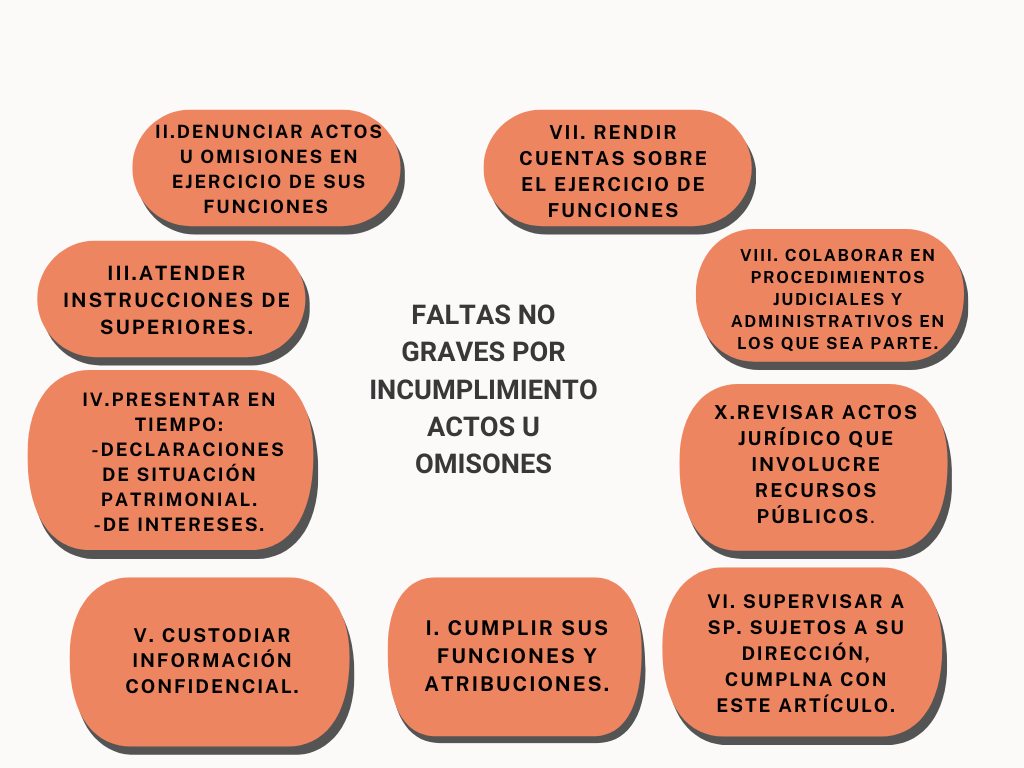 II.DENUNCIAR ACTOS
U OMISIONES EN
EJERCICIO DE SUS
FUNCIONES
VII. RENDIR
CUENTAS SOBRE
EL EJERCICIO DE
FUNCIONES
III.ATENDER
INSTRUCCIONES DE
SUPERIORES.
VIII. COLABORAR EN
PROCEDIMIENTOS
JUDICIALES Y
ADMINISTRATIVOS EN
LOS QUE SEA PARTE.
FALTAS NO
GRAVES POR
INCUMPLIMIENTO
ACTOS U
OMISONES
IV.PRESENTAR EN
TIEMPO:
-DECLARACIONES
DE SITUACIÓN
PATRIMONIAL.
-DE INTERESES.
X.REVISAR ACTOS
JURÍDICO QUE
INVOLUCRE
RECURSOS
PÚBLICOS.
V. CUSTODIAR
INFORMACIÓN
CONFIDENCIAL.
I. CUMPLIR SUS
FUNCIONES Y
ATRIBUCIONES.
VI. SUPERVISAR A
SP. SUJETOS A SU
DIRECCIÓN,
CUMPLNA CON
ESTE ARTÍCULO.